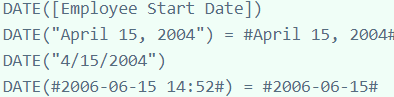 DATE([Employee Start Date])
DATE("April 15, 2004") = #April 15, 2004#
DATE("4/15/2004")
DATE(#2006-06-15 14:52#) = #2006-06-15#